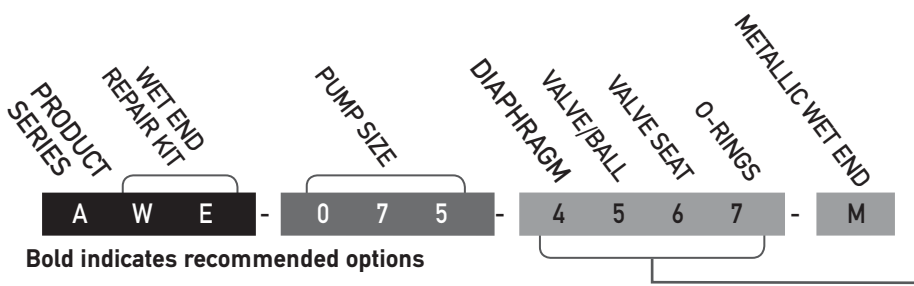 PRODUCT
SERIES
WET END
REPAIR KIT
PUMP SIZE
DIAPHRAGM
VALVE/BALL
VALVE SEAT
O-RINGS
METALLIC WET END
A W E - 0 7 5 - 4 5 6 7 - M
Bold indicates recommended options